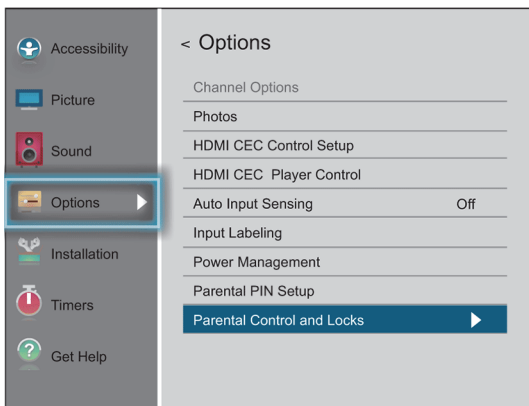 Accessibility
Picture
Sound
Options
Installation
Timers
Get Help
< Options
Channel Options
Photos
HDMI CEC Control Setup
HDMI CEC Player Control
Auto Input Sensing Off
Input Labeling
Power Management
Parental PIN Setup
Parental Control and Locks